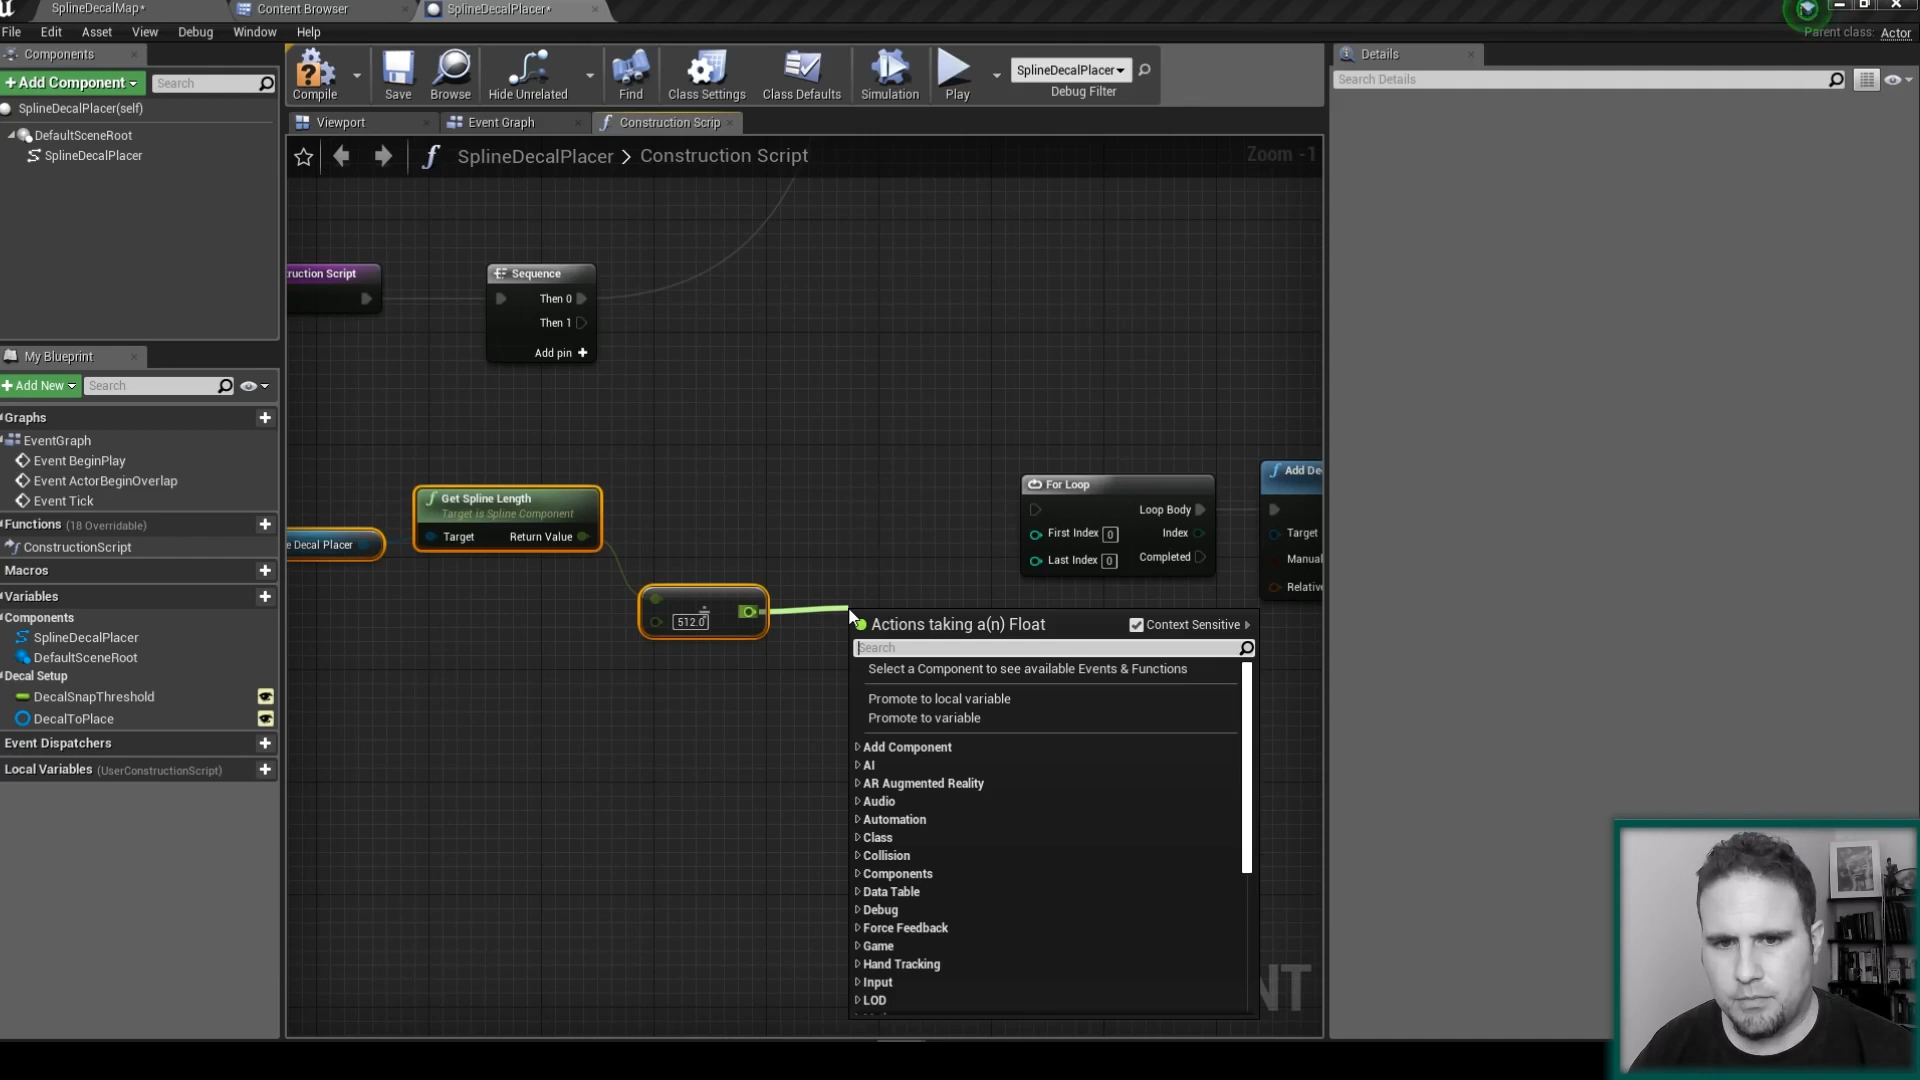 SplineDecalMap*
Content Browser
SplineDecalPlacer*
File Edit Asset View Debug Window Help
Parent class: Actor
Components
+Add Component
Search
SplineDecalPlacer(self)
DefaultSceneRoot
SplineDecalPlacer
Compile
Save
Browse
Hide Unrelated
Find
Class Settings
Class Defaults
Simulation
Play
SplineDecalPlacer
Debug Filter
Details
Search Details
Viewport
Event Graph
Construction Scrip
SplineDecalPlacer > Construction Script
Zoom -1
ruction Script
Sequence
Then 0
Then 1
Add pin
My Blueprint
+Add New
Search
Graphs
EventGraph
Event BeginPlay
Event ActorBeginOverlap
Event Tick
Functions (18 Overridable)
ConstructionScript
Macros
Variables
Components
SplineDecalPlacer
DefaultSceneRoot
Decal Setup
DecalSnapThreshold
DecalToPlace
Event Dispatchers
Local Variables (UserConstructionScript)
e Decal Placer
Get Spline Length
Target is Spline Component
Target
Return Value
÷
512.0
For Loop
Loop Body
First Index 0
Index
Last Index 0
Completed
Add De
Target
Manual
Relative
Actions taking a(n) Float
Context Sensitive
Search
Select a Component to see available Events & Functions
Promote to local variable
Promote to variable
Add Component
AI
AR Augmented Reality
Audio
Automation
Class
Collision
Components
Data Table
Debug
Force Feedback
Game
Hand Tracking
Input
LOD
NT